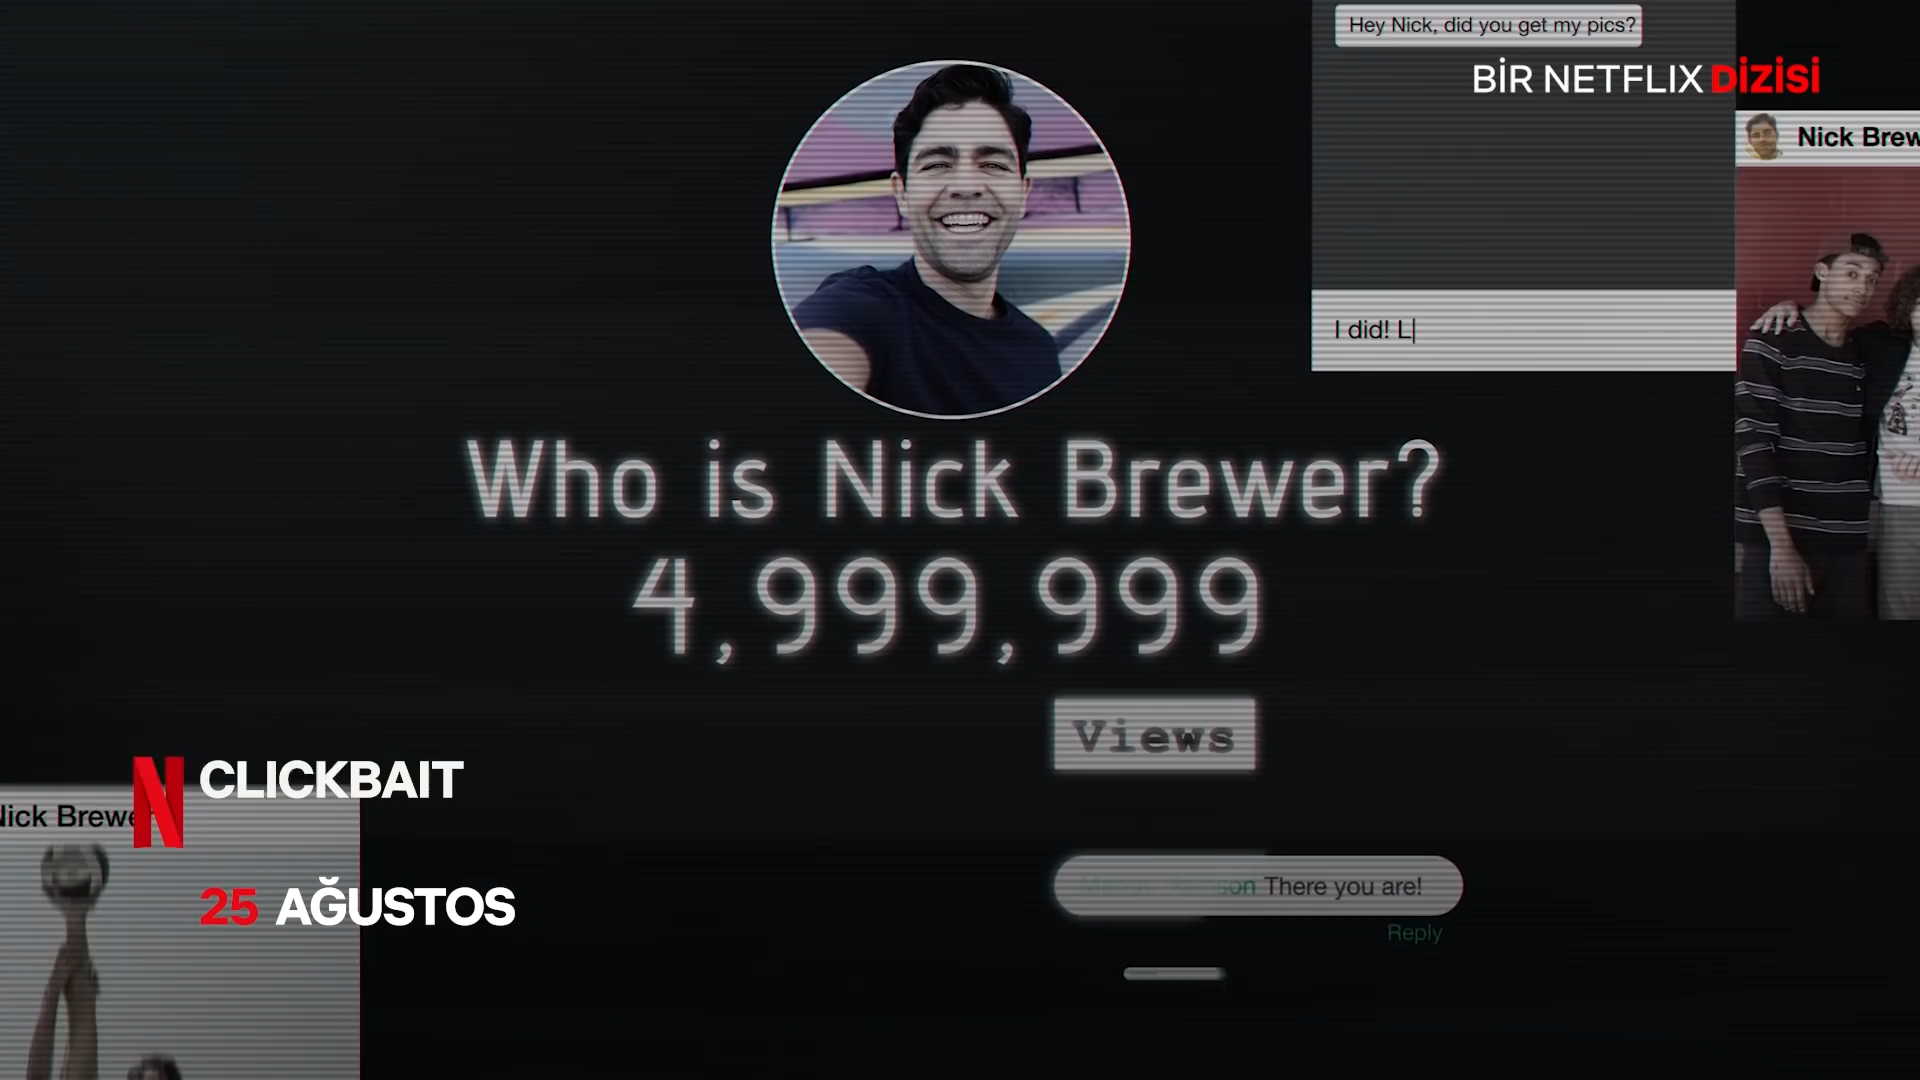 Hey Nick, did you get my pics?
BİR NETFLIX DİZİSİ
Nick Brew
I did! L
Who is Nick Brewer?
4,999,999
Views
CLICKBAIT
Nick Brewe
25 AĞUSTOS
There you are!
Reply